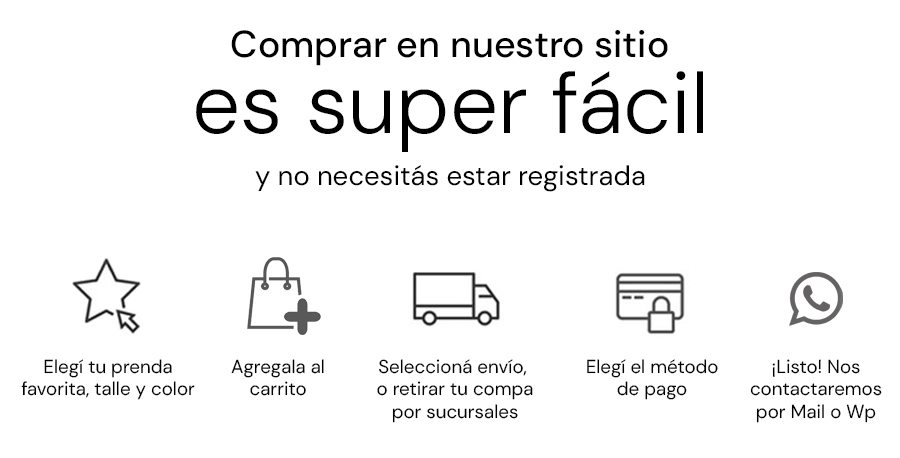 Comprar en nuestro sitio
es super fácil
y no necesitás estar registrada
Elegí tu prenda
favorita, talle y color
Agregala al
carrito
Seleccioná envío,
o retirar tu compa
por sucursales
Elegí el método
de pago
¡Listo! Nos
contactaremos
por Mail o Wp